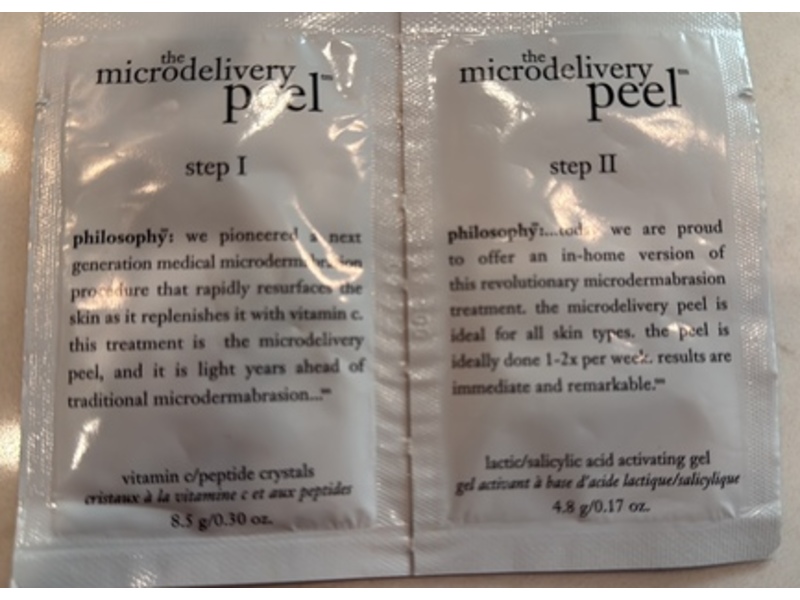 the
microdelivery
peel™
step I
philosophy: we pioneered a next
generation medical microdermabrasion
procedure that rapidly resurfaces the
skin as it replenishes it with vitamin c.
this treatment is the microdelivery
peel, and it is light years ahead of
traditional microdermabrasion...℠
vitamin c/peptide crystals
cristaux à la vitamine c et aux peptides
8.5 g/0.30 oz.
the
microdelivery
peel™
step II
philosophy:...today we are proud
to offer an in-home version of
this revolutionary microdermabrasion
treatment. the microdelivery peel is
ideal for all skin types. the peel is
ideally done 1-2x per week. results are
immediate and remarkable.℠
lactic/salicylic acid activating gel
gel activant à base d'acide lactique/salicylique
4.8 g/0.17 oz.